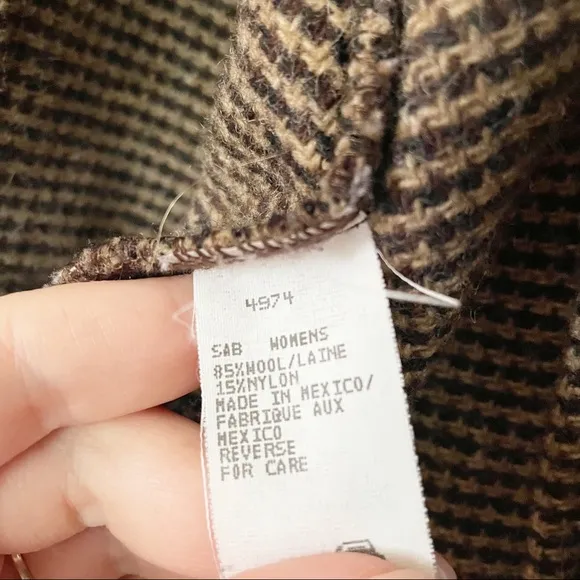 4974
SAB WOMENS
85%WOOL/LAINE
15%NYLON
MADE IN MEXICO/
FABRIQUE AUX
MEXICO
REVERSE
FOR CARE